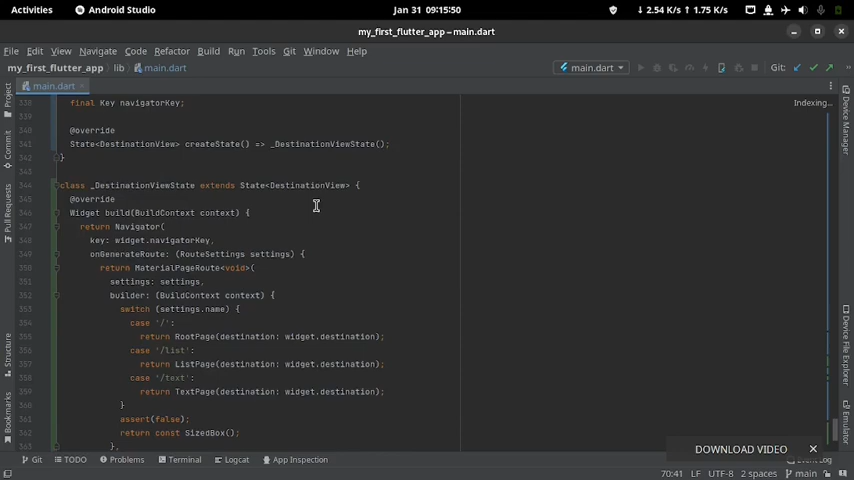 Activities Android Studio Jan 31 09:15:50 2.54 K/s ↑ 1.75 K/s
my_first_flutter_app – main.dart
File Edit View Navigate Code Refactor Build Run Tools Git Window Help
my_first_flutter_app lib main.dart main.dart Git:
main.dart
Indexing...
338 final Key navigatorKey;
339
340 @override
341 State<DestinationView> createState() => _DestinationViewState();
342 }
343
344 class _DestinationViewState extends State<DestinationView> {
345 @override
346 Widget build(BuildContext context) {
347 return Navigator(
348 key: widget.navigatorKey,
349 onGenerateRoute: (RouteSettings settings) {
350 return MaterialPageRoute<void>(
351 settings: settings,
352 builder: (BuildContext context) {
353 switch (settings.name) {
354 case '/':
355 return RootPage(destination: widget.destination);
356 case '/list':
357 return ListPage(destination: widget.destination);
358 case '/text':
359 return TextPage(destination: widget.destination);
360 }
361 assert(false);
362 return const SizedBox();
363 },
Project
Commit
Pull Requests
Structure
Bookmarks
Device Manager
Device File Explorer
Emulator
DOWNLOAD VIDEO
Git TODO Problems Terminal Logcat App Inspection Event Log
70:41 LF UTF-8 2 spaces main